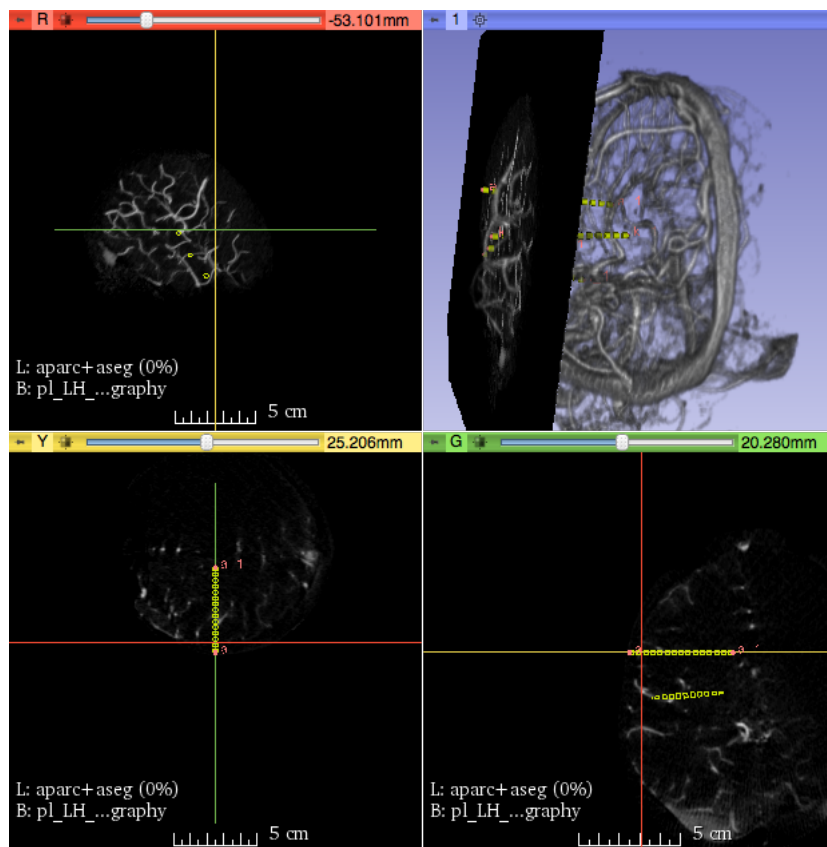 R -53.101mm
1
L: aparc+aseg (0%)
B: pl_LH_...graphy
5 cm
Y 25.206mm
G 20.280mm
L: aparc+aseg (0%)
B: pl_LH_...graphy
5 cm
L: aparc+aseg (0%)
B: pl_LH_...graphy
5 cm